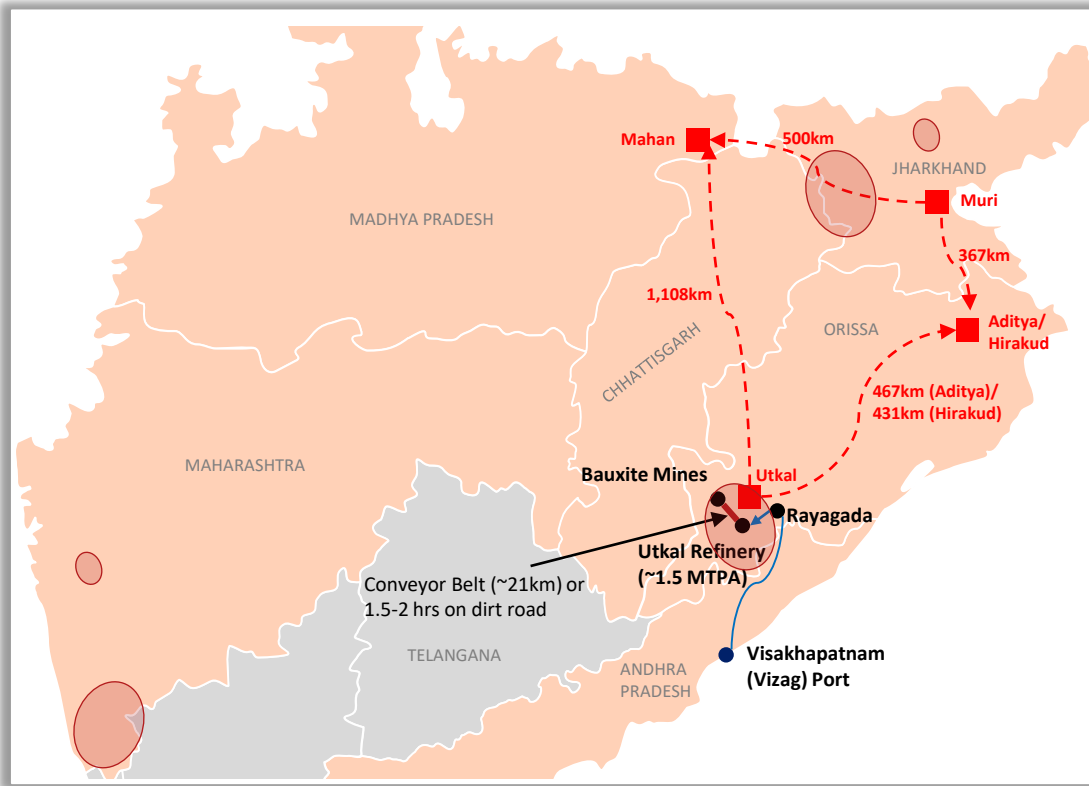 Mahan
500km
JHARKHAND
Muri
MADHYA PRADESH
367km
1,108km
ORISSA
Aditya/
Hirakud
CHHATTISGARH
467km (Aditya)/
431km (Hirakud)
MAHARASHTRA
Bauxite Mines
Utkal
Rayagada
Utkal Refinery
(~1.5 MTPA)
Conveyor Belt (~21km) or
1.5-2 hrs on dirt road
TELANGANA
ANDHRA
PRADESH
Visakhapatnam
(Vizag) Port